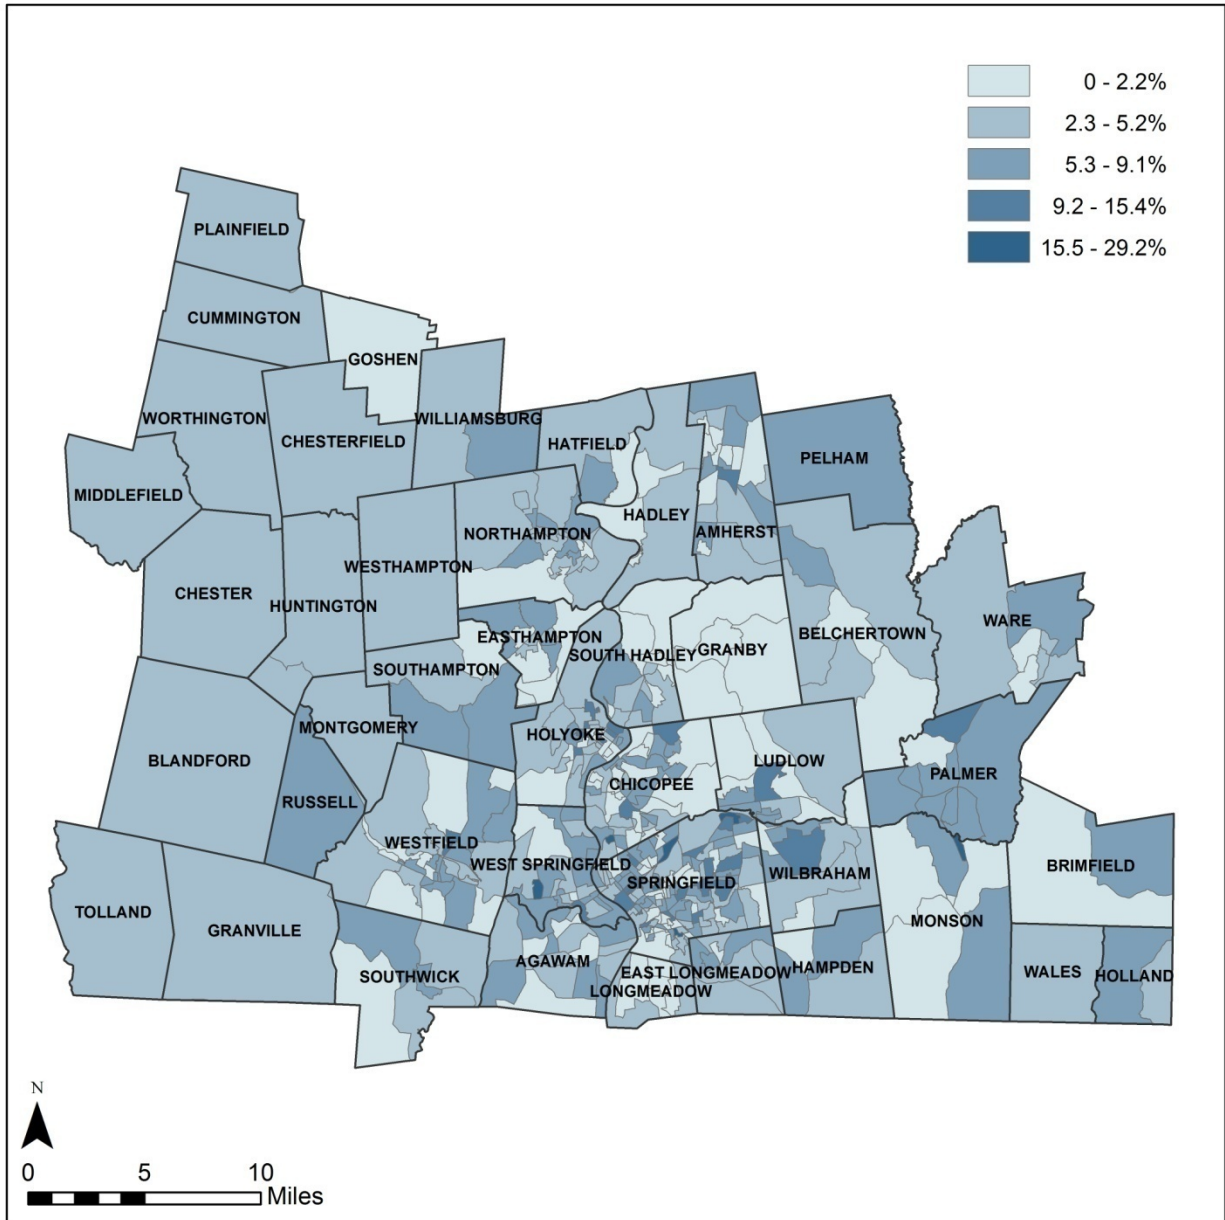 0 - 2.2%
2.3 - 5.2%
5.3 - 9.1%
9.2 - 15.4%
15.5 - 29.2%
PLAINFIELD
CUMMINGTON
GOSHEN
WORTHINGTON
CHESTERFIELD
WILLIAMSBURG
HATFIELD
PELHAM
MIDDLEFIELD
NORTHAMPTON
HADLEY
AMHERST
WESTHAMPTON
CHESTER
HUNTINGTON
EASTHAMPTON
BELCHERTOWN
WARE
SOUTHAMPTON
SOUTH HADLEY
GRANBY
MONTGOMERY
HOLYOKE
BLANDFORD
LUDLOW
PALMER
RUSSELL
CHICOPEE
WESTFIELD
WEST SPRINGFIELD
SPRINGFIELD
WILBRAHAM
BRIMFIELD
TOLLAND
GRANVILLE
MONSON
SOUTHWICK
AGAWAM
EAST LONGMEADOW
HAMPDEN
WALES
HOLLAND
LONGMEADOW
N
0 5 10
Miles